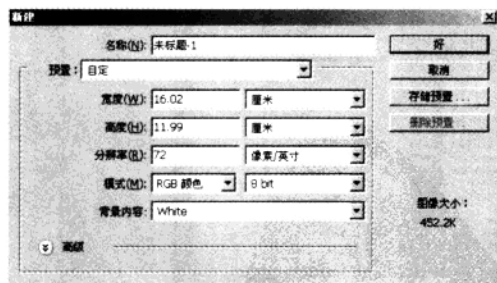 新建
名称(N): 未标题-1
好
预置: 自定
取消
宽度(W): 16.02 厘米
存储预置...
高度(H): 11.99 厘米
删除预置
分辨率(R): 72 像素/英寸
模式(M): RGB 颜色 8 bit
图像大小:
背景内容: White
452.2K
高级